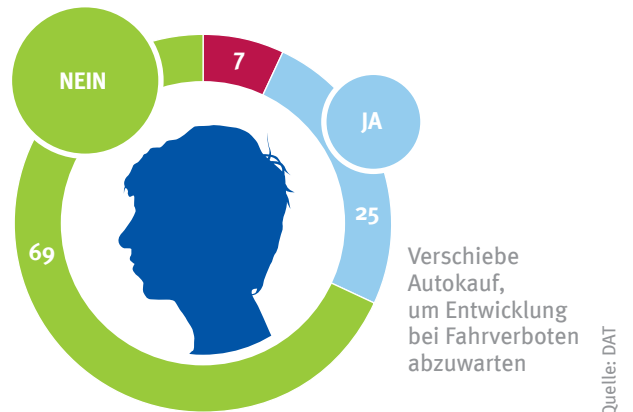 NEIN
7
JA
25
69
Verschiebe
Autokauf,
um Entwicklung
bei Fahrverboten
abzuwarten
Quelle: DAT